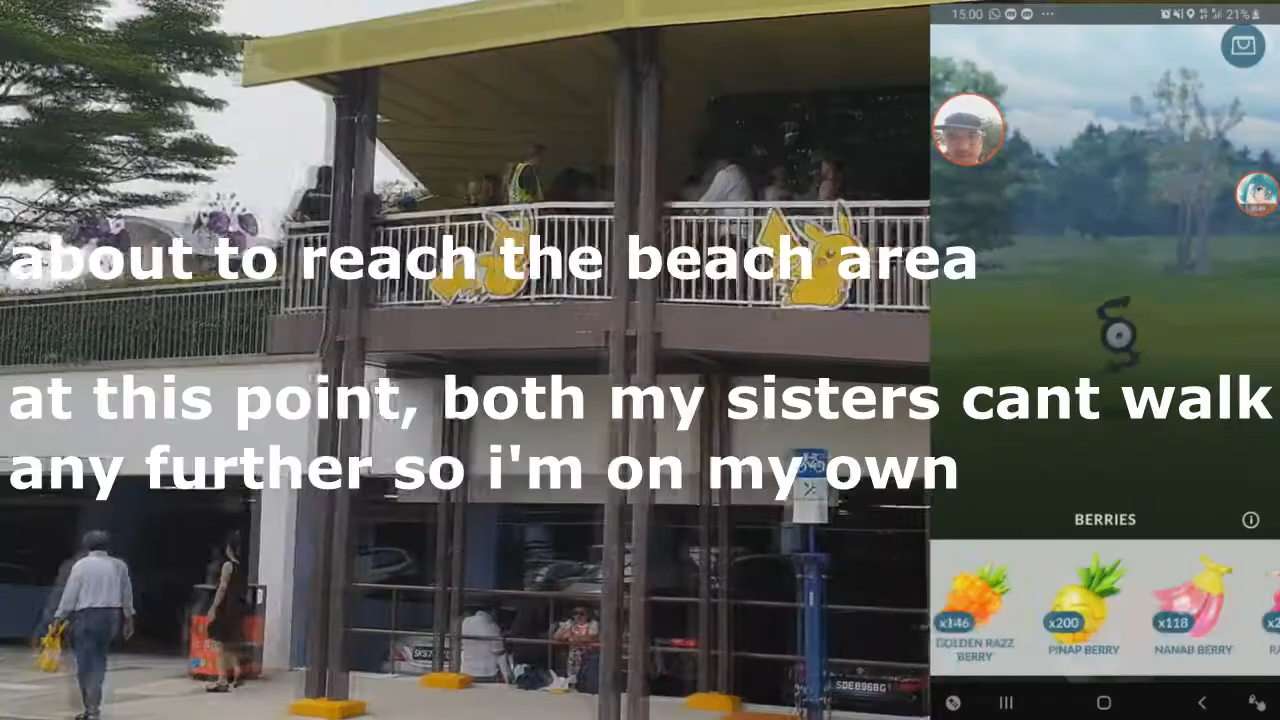 15:00
21%
about to reach the beach area
at this point, both my sisters cant walk
any further so i'm on my own
BERRIES
x146
x200
x118
GOLDEN RAZZ
BERRY
PINAP BERRY
NANAB BERRY